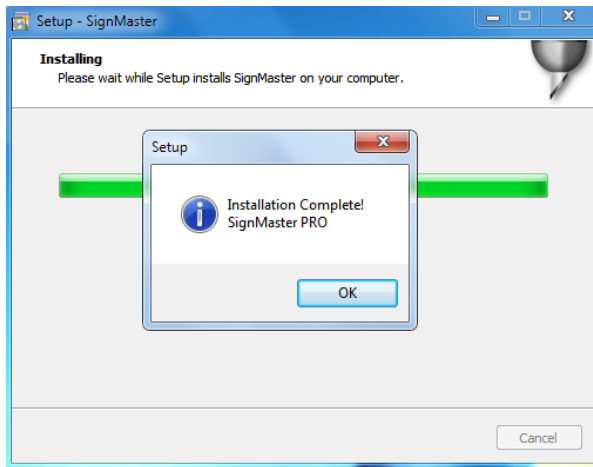 Setup - SignMaster
Installing
Please wait while Setup installs SignMaster on your computer.
Setup
Installation Complete!
SignMaster PRO
OK
Cancel